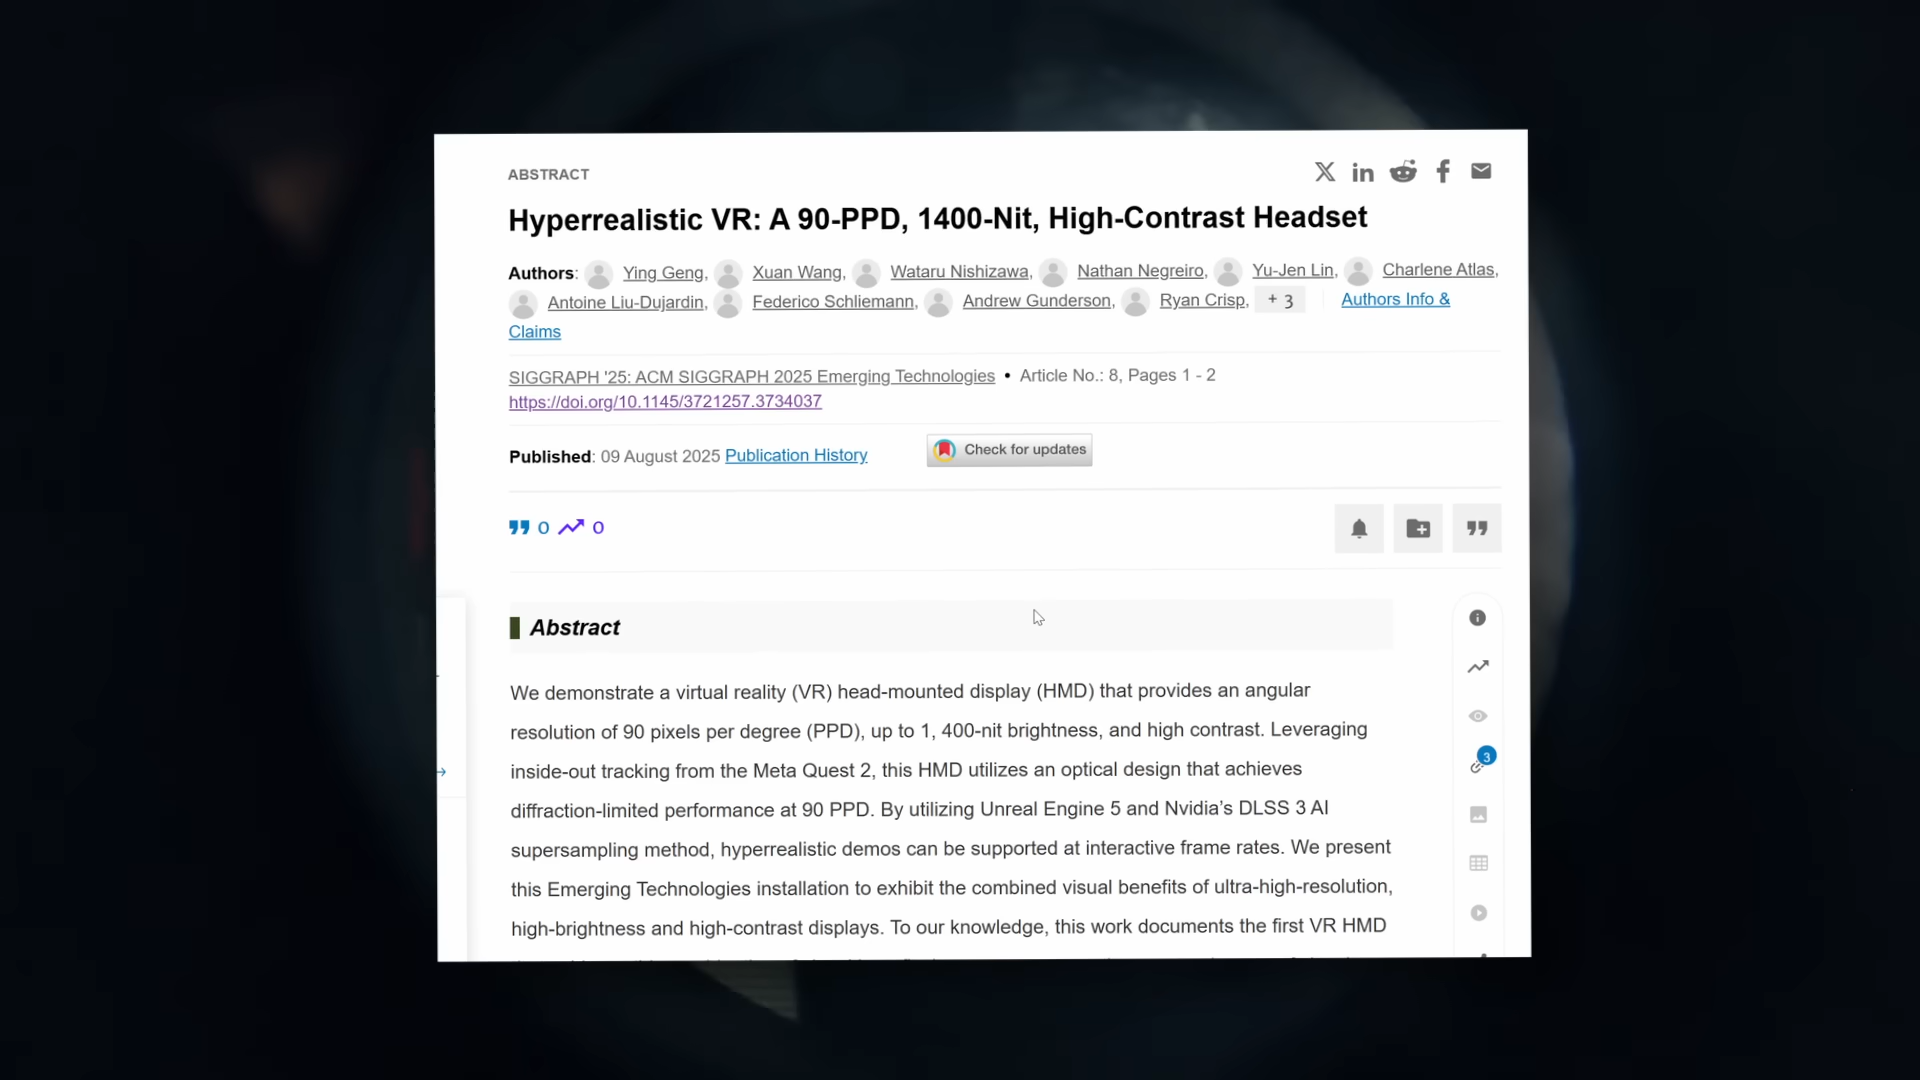 ABSTRACT
Hyperrealistic VR: A 90-PPD, 1400-Nit, High-Contrast Headset
Authors: Ying Geng, Xuan Wang, Wataru Nishizawa, Nathan Negreiro, Yu-Jen Lin, Charlene Atlas,
Antoine Liu-Dujardin, Federico Schliemann, Andrew Gunderson, Ryan Crisp, + 3 Authors Info &
Claims
SIGGRAPH '25: ACM SIGGRAPH 2025 Emerging Technologies • Article No.: 8, Pages 1 - 2
https://doi.org/10.1145/3721257.3734037
Published: 09 August 2025 Publication History Check for updates
0 0
Abstract
We demonstrate a virtual reality (VR) head-mounted display (HMD) that provides an angular
resolution of 90 pixels per degree (PPD), up to 1, 400-nit brightness, and high contrast. Leveraging
inside-out tracking from the Meta Quest 2, this HMD utilizes an optical design that achieves
3
diffraction-limited performance at 90 PPD. By utilizing Unreal Engine 5 and Nvidia’s DLSS 3 AI
supersampling method, hyperrealistic demos can be supported at interactive frame rates. We present
this Emerging Technologies installation to exhibit the combined visual benefits of ultra-high-resolution,
high-brightness and high-contrast displays. To our knowledge, this work documents the first VR HMD